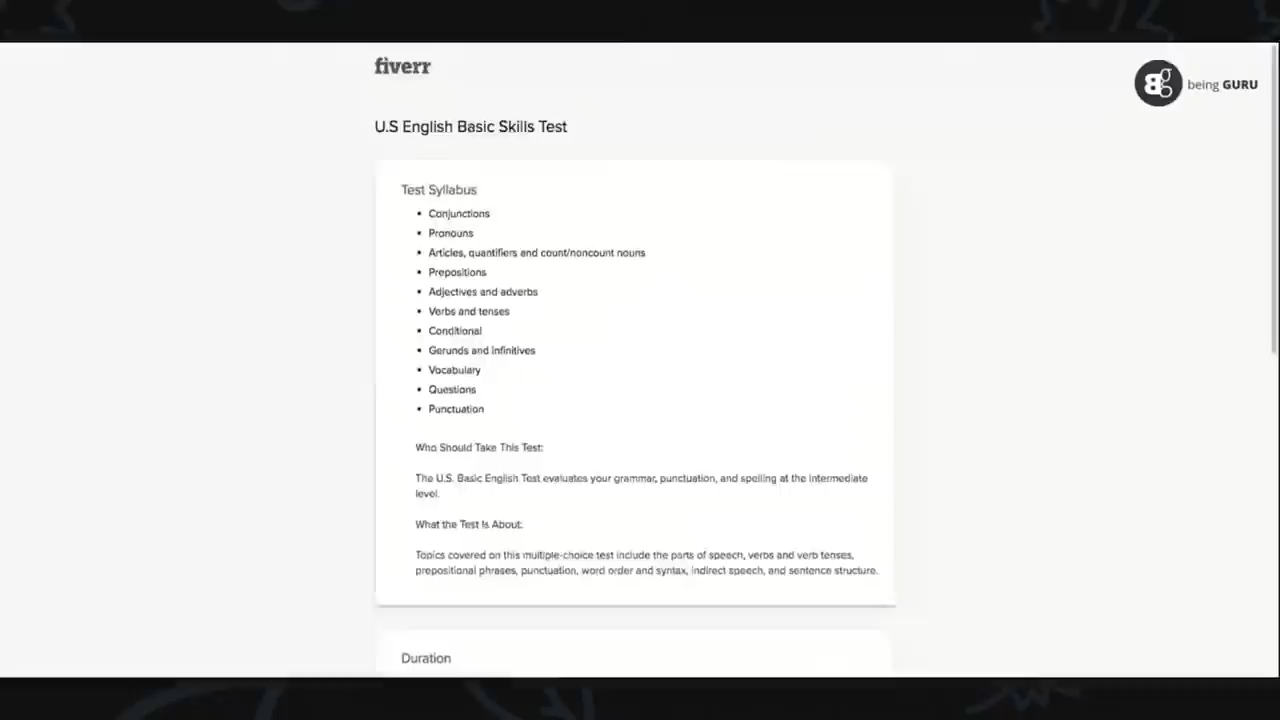 fiverr
being GURU
U.S English Basic Skills Test
Test Syllabus
• Conjunctions
• Pronouns
• Articles, quantifiers and count/noncount nouns
• Prepositions
• Adjectives and adverbs
• Verbs and tenses
• Conditional
• Gerunds and infinitives
• Vocabulary
• Questions
• Punctuation
Who Should Take This Test:
The U.S. Basic English Test evaluates your grammar, punctuation, and spelling at the intermediate
level.
What the Test Is About:
Topics covered on this multiple-choice test include the parts of speech, verbs and verb tenses,
prepositional phrases, punctuation, word order and syntax, indirect speech, and sentence structure.
Duration